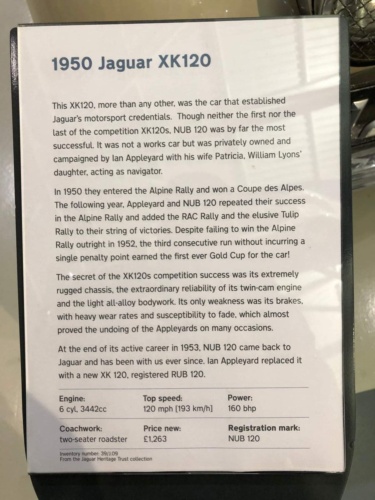 1950 Jaguar XK120
This XK120, more than any other, was the car that established
Jaguar's motorsport credentials. Though neither the first nor the
last of the competition XK120s, NUB 120 was by far the most
successful. It was not a works car but was privately owned and
campaigned by Ian Appleyard with his wife Patricia, William Lyons'
daughter, acting as navigator.
In 1950 they entered the Alpine Rally and won a Coupe des Alpes.
The following year, Appleyard and NUB 120 repeated their success
in the Alpine Rally and added the RAC Rally and the elusive Tulip
Rally to their string of victories. Despite failing to win the Alpine
Rally outright in 1952, the third consecutive run without incurring a
single penalty point earned the first ever Gold Cup for the car!
The secret of the XK120s competition success was its extremely
rugged chassis, the extraordinary reliability of its twin-cam engine
and the light all-alloy bodywork. Its only weakness was its brakes,
with heavy wear rates and susceptibility to fade, which almost
proved the undoing of the Appleyards on many occasions.
At the end of its active career in 1953, NUB 120 came back to
Jaguar and has been with us ever since. Ian Appleyard replaced it
with a new XK 120, registered RUB 120.
Engine: Top speed: Power:
6 cyl, 3442cc 120 mph [193 km/h] 160 bhp
Coachwork: Price new: Registration mark:
two-seater roadster £1,263 NUB 120
Inventory number:
From the Jaguar Heritage Trust collection